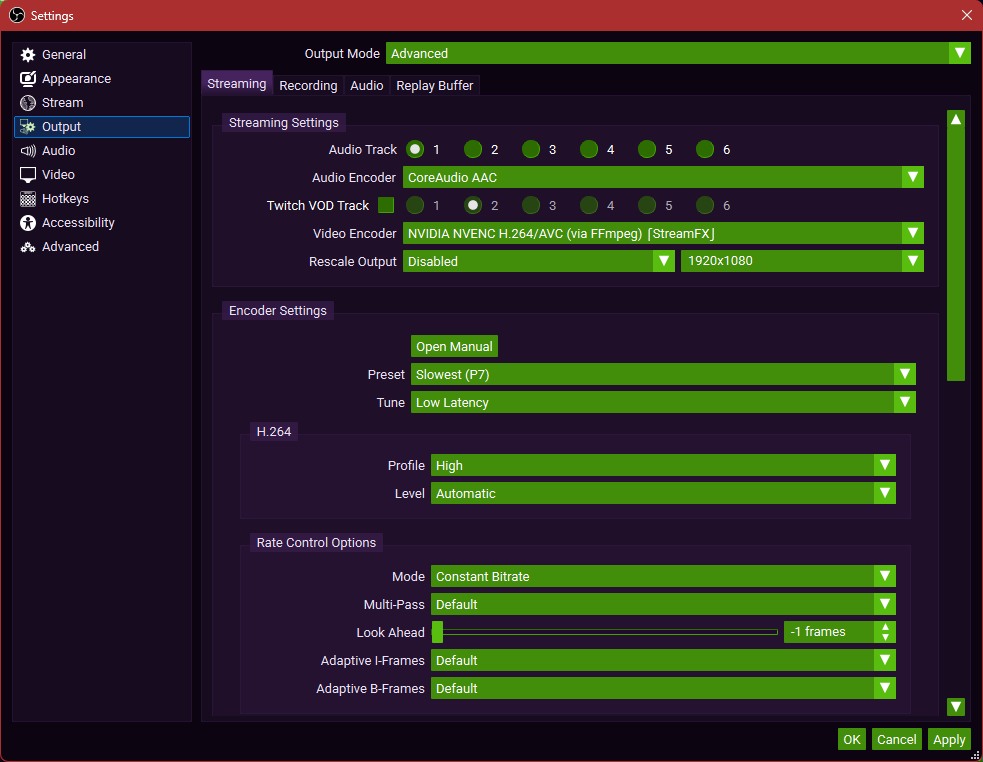 Settings
General
Appearance
Stream
Output
Audio
Video
Hotkeys
Accessibility
Advanced
Output Mode Advanced
Streaming Recording Audio Replay Buffer
Streaming Settings
Audio Track 1 2 3 4 5 6
Audio Encoder CoreAudio AAC
Twitch VOD Track 1 2 3 4 5 6
Video Encoder NVIDIA NVENC H.264/AVC (via FFmpeg) ⌈StreamFX⌋
Rescale Output Disabled 1920x1080
Encoder Settings
Open Manual
Preset Slowest (P7)
Tune Low Latency
H.264
Profile High
Level Automatic
Rate Control Options
Mode Constant Bitrate
Multi-Pass Default
Look Ahead -1 frames
Adaptive I-Frames Default
Adaptive B-Frames Default
OK Cancel Apply